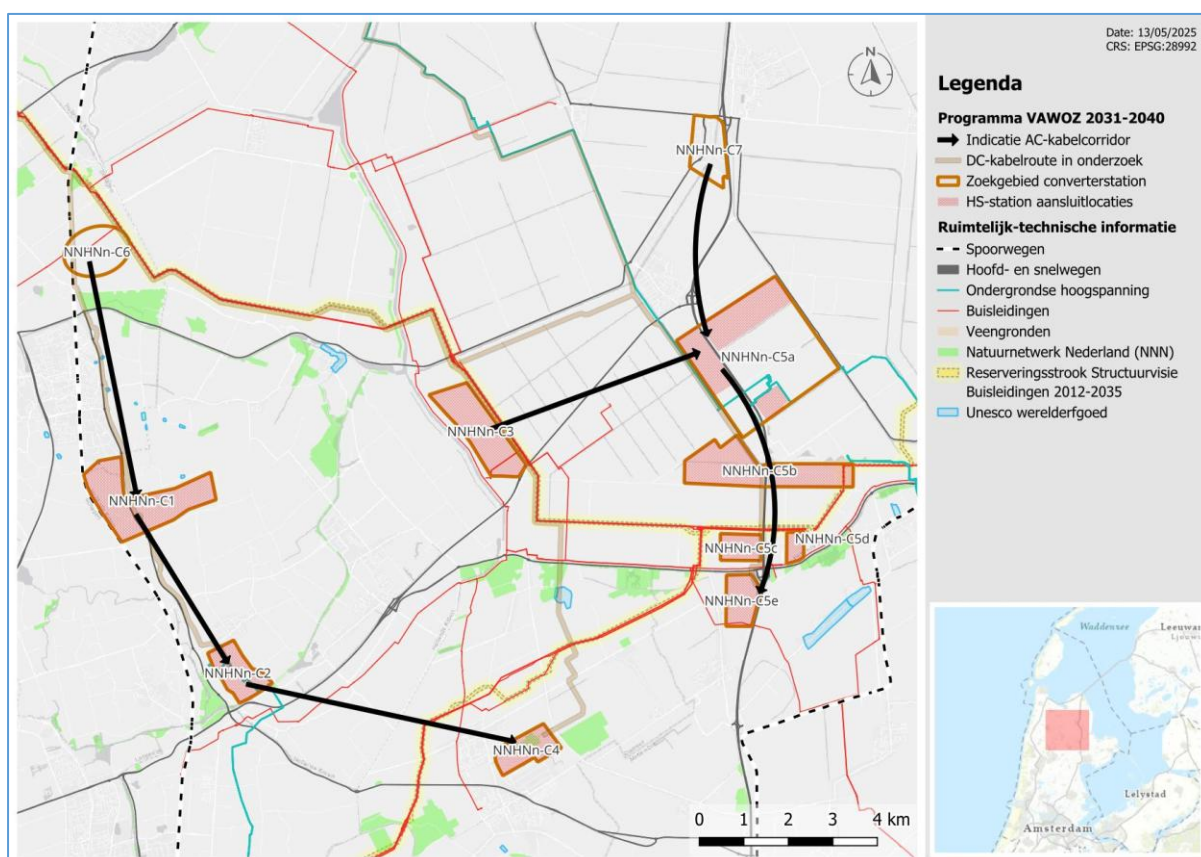 Date: 13/05/2025
CRS: EPSG:28992
N
Legenda
Programma VAWOZ 2031-2040
Indicatie AC-kabelcorridor
DC-kabelroute in onderzoek
Zoekgebied converterstation
HS-station aansluitlocaties
Ruimtelijk-technische informatie
Spoorwegen
Hoofd- en snelwegen
Ondergrondse hoogspanning
Buisleidingen
Veengronden
Natuurnetwerk Nederland (NNN)
Reserveringsstrook Structuurvisie
Buisleidingen 2012-2035
Unesco werelderfgoed
NNHNn-C7
NNHNn-C6
NNHNn-C5a
NNHNn-C3
NNHNn-C5b
NNHNn-C1
NNHNn-C5c
NNHNn-C5d
NNHNn-C5e
NNHNn-C2
NNHNn-C4
0 1 2 3 4 km
Waddenzee
Leeuwar
Lelystad
Amsterdam